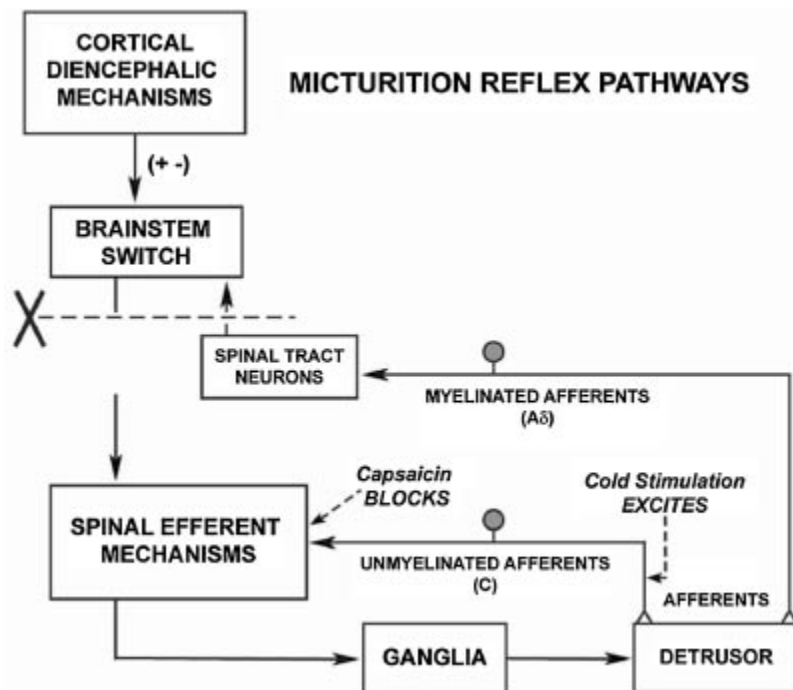 CORTICAL
DIENCEPHALIC
MECHANISMS
MICTURITION REFLEX PATHWAYS
(+ -)
BRAINSTEM
SWITCH
X
SPINAL TRACT
NEURONS
MYELINATED AFFERENTS
(Aδ)
Capsaicin
BLOCKS
Cold Stimulation
EXCITES
SPINAL EFFERENT
MECHANISMS
UNMYELINATED AFFERENTS
(C)
AFFERENTS
GANGLIA
DETRUSOR